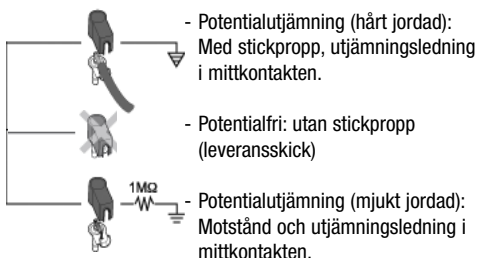 - Potentialutjämning (hårt jordad):
Med stickpropp, utjämningsledning
i mittkontakten.
- Potentialfri: utan stickpropp
(leveransskick)
1MΩ
- Potentialutjämning (mjukt jordad):
Motstånd och utjämningsledning i
mittkontakten.